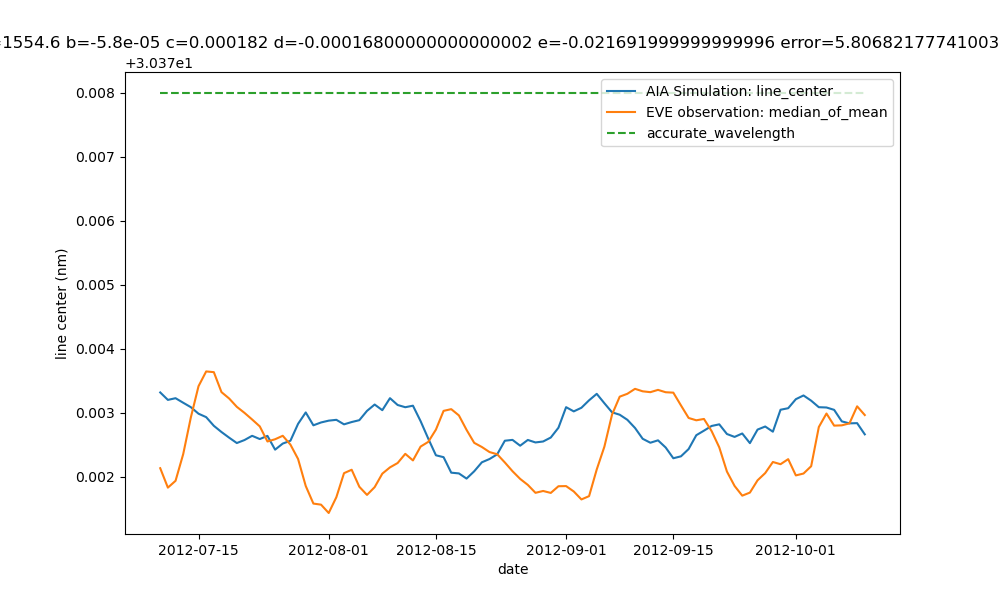 =1554.6 b=-5.8e-05 c=0.000182 d=-0.00016800000000000002 e=-0.021691999999999996 error=5.80682177741003
+3.037e1
0.008
0.007
0.006
0.005
0.004
0.003
0.002
line center (nm)
AIA Simulation: line_center
EVE observation: median_of_mean
accurate_wavelength
2012-07-15
2012-08-01
2012-08-15
2012-09-01
2012-09-15
2012-10-01
date